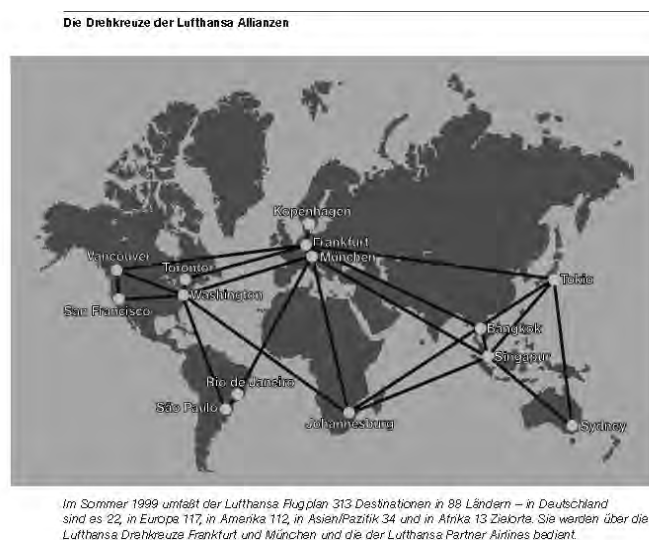 Die Drehkreuze der Lufthansa Allianzen
Kopenhagen
Frankfurt
München
Vancouver
Toronto
Washington
San Francisco
Tokio
Bangkok
Singapur
Rio de Janeiro
São Paulo
Johannesburg
Sydney
Im Sommer 1999 umfaßt der Lufthansa Flugplan 313 Destinationen in 88 Ländern – in Deutschland
sind es 22, in Europa 117, in Amerika 112, in Asien/Pazifik 34 und in Afrika 13 Zielorte. Sie werden über die
Lufthansa Drehkreuze Frankfurt und München und die der Lufthansa Partner Airlines bedient.